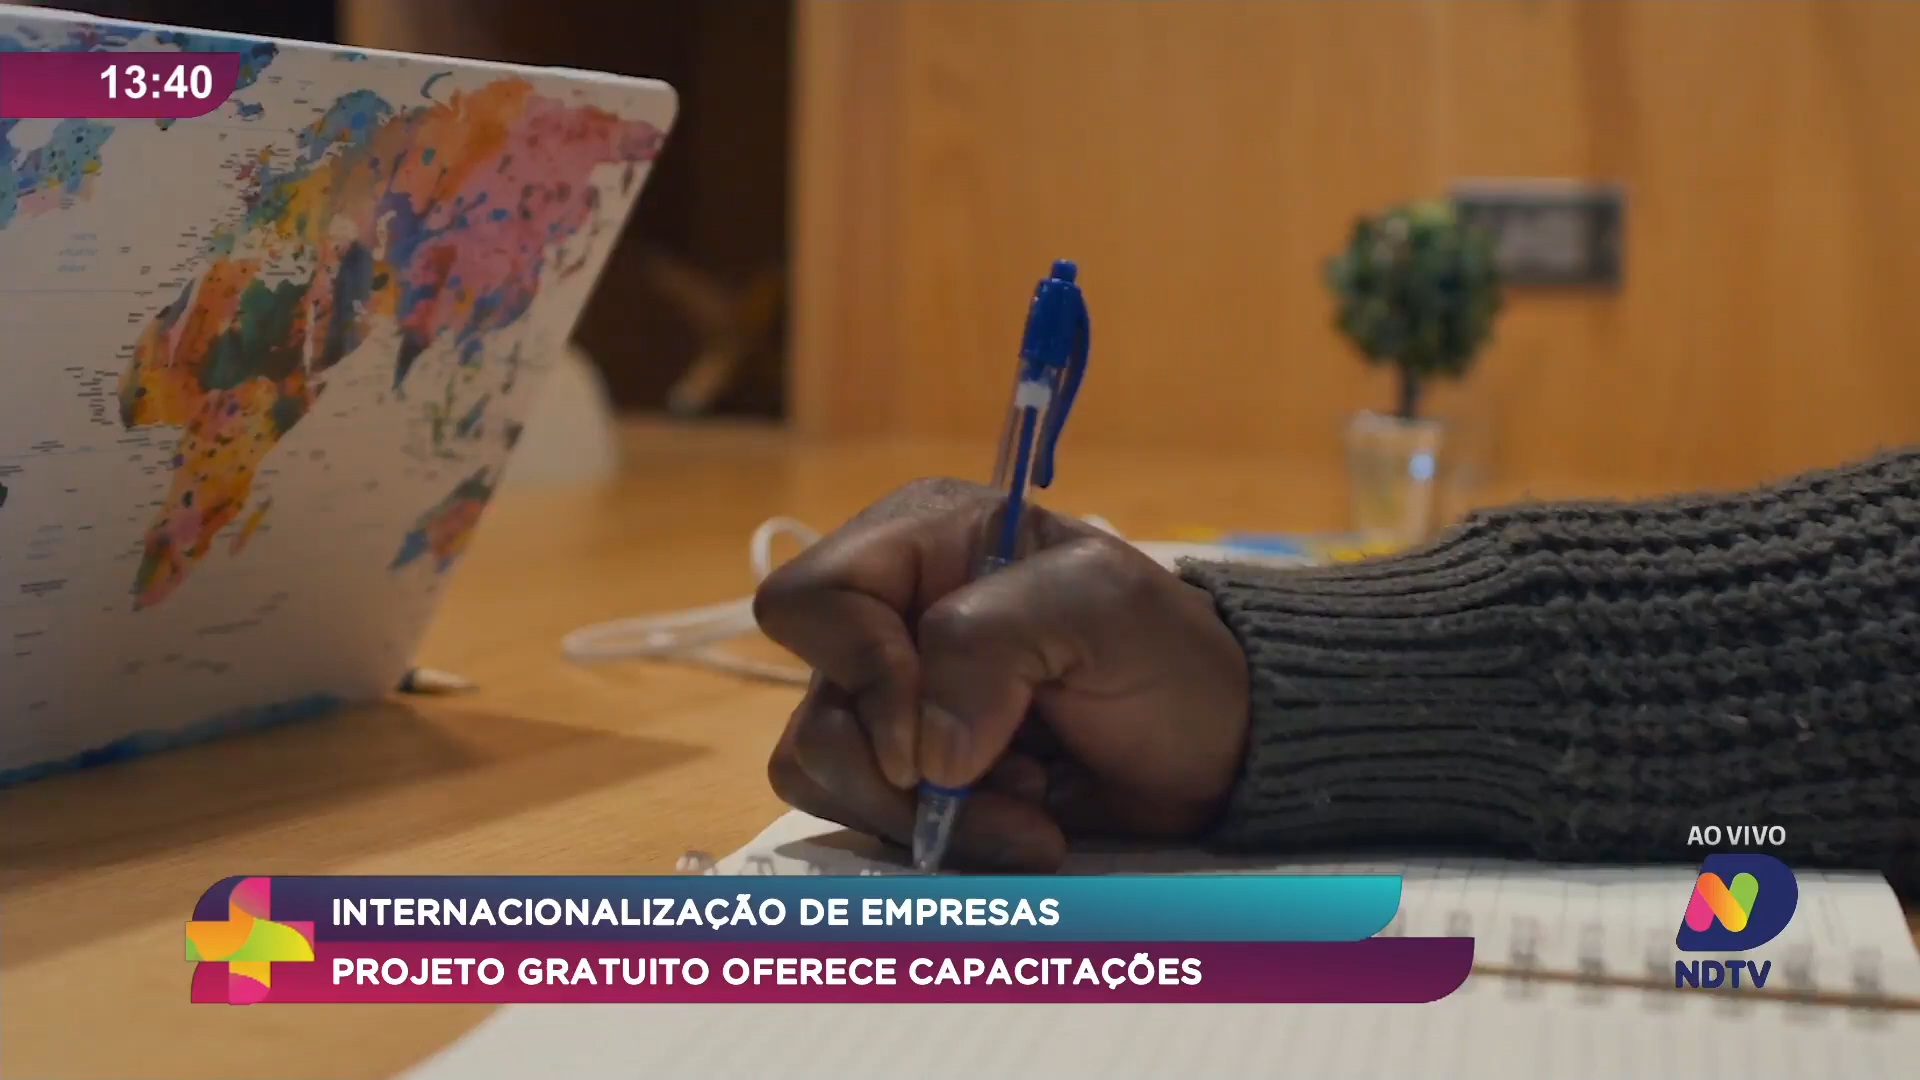 13:40
AO VIVO
INTERNACIONALIZAÇÃO DE EMPRESAS
PROJETO GRATUITO OFERECE CAPACITAÇÕES
NDTV